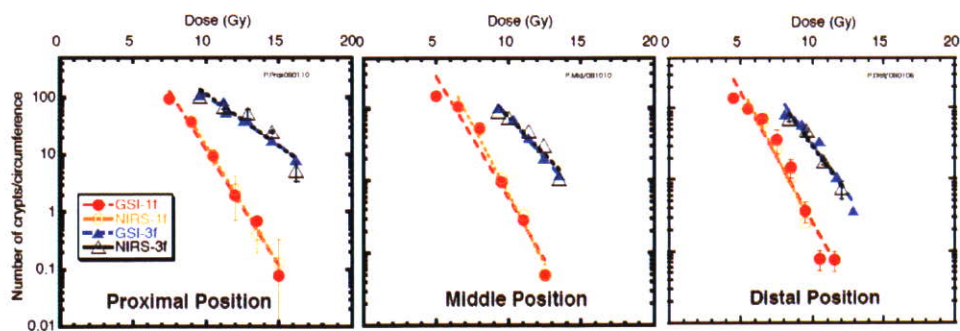 Dose (Gy) Dose (Gy) Dose (Gy)
0 5 10 15 20 0 5 10 15 20 0 5 10 15 20
Number of crypts/circumference
100
10
1
0.1
0.01
GSI-1f
NIRS-1f
GSI-3f
NIRS-3f
Proximal Position
Middle Position
Distal Position